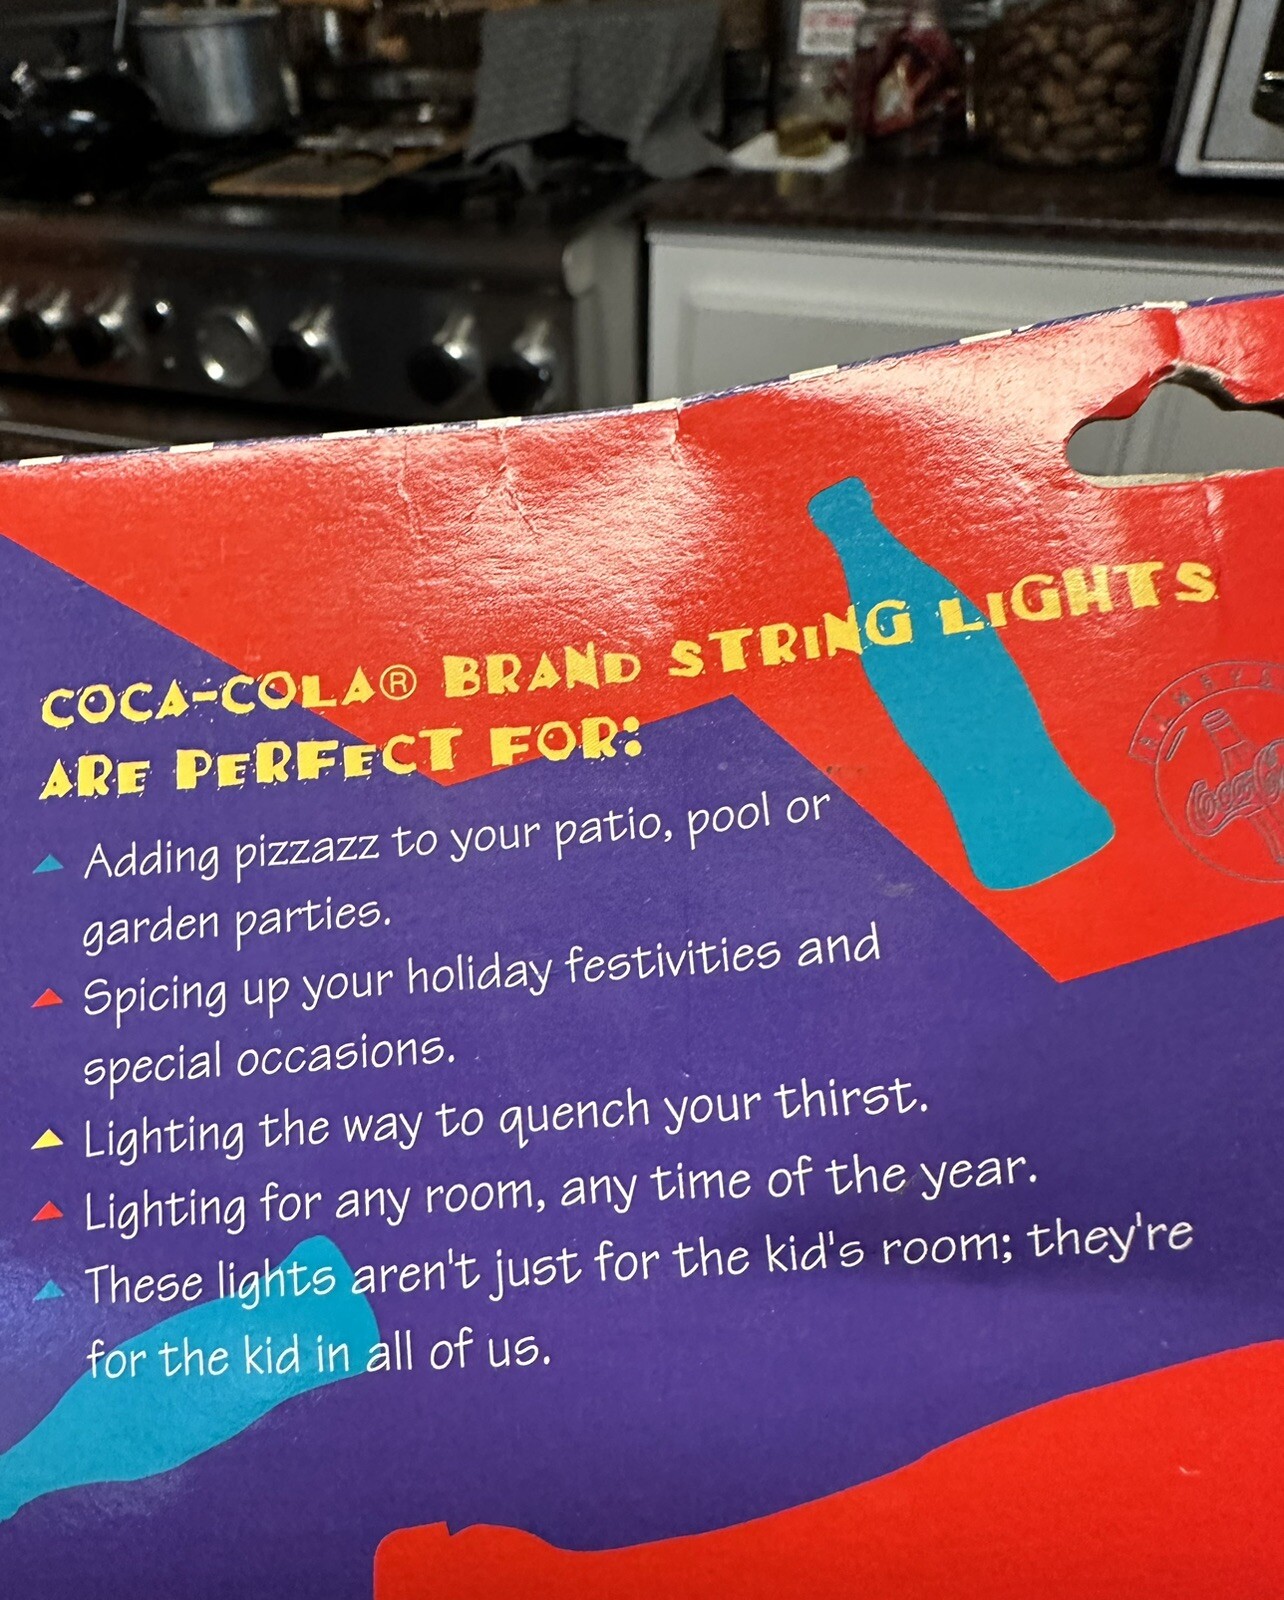 COCA-COLA® BRAND STRING LIGHTS
ARE PERFECT FOR:
Adding pizzazz to your patio, pool or
garden parties.
Spicing up your holiday festivities and
special occasions.
Lighting the way to quench your thirst.
Lighting for any room, any time of the year.
These lights aren't just for the kid's room; they're
for the kid in all of us.